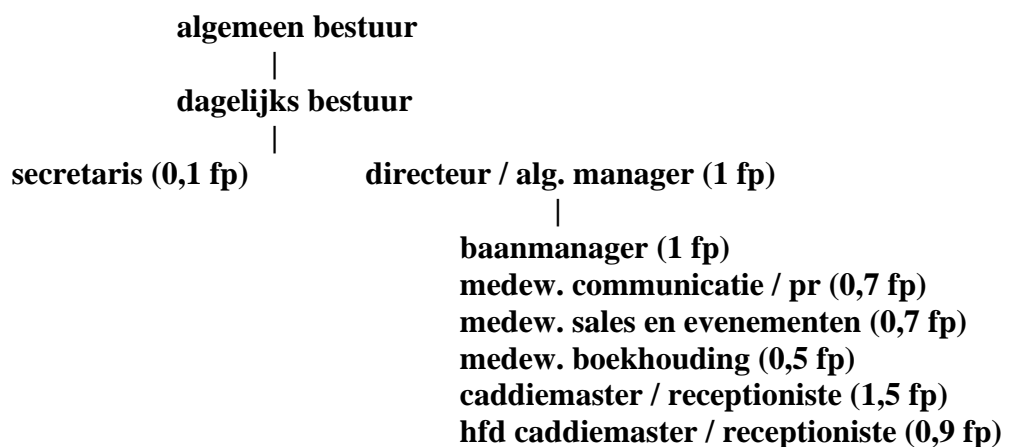 algemeen bestuur
|
dagelijks bestuur
|
secretaris (0,1 fp) directeur / alg. manager (1 fp)
|
baanmanager (1 fp)
medew. communicatie / pr (0,7 fp)
medew. sales en evenementen (0,7 fp)
medew. boekhouding (0,5 fp)
caddiemaster / receptioniste (1,5 fp)
hfd caddiemaster / receptioniste (0,9 fp)